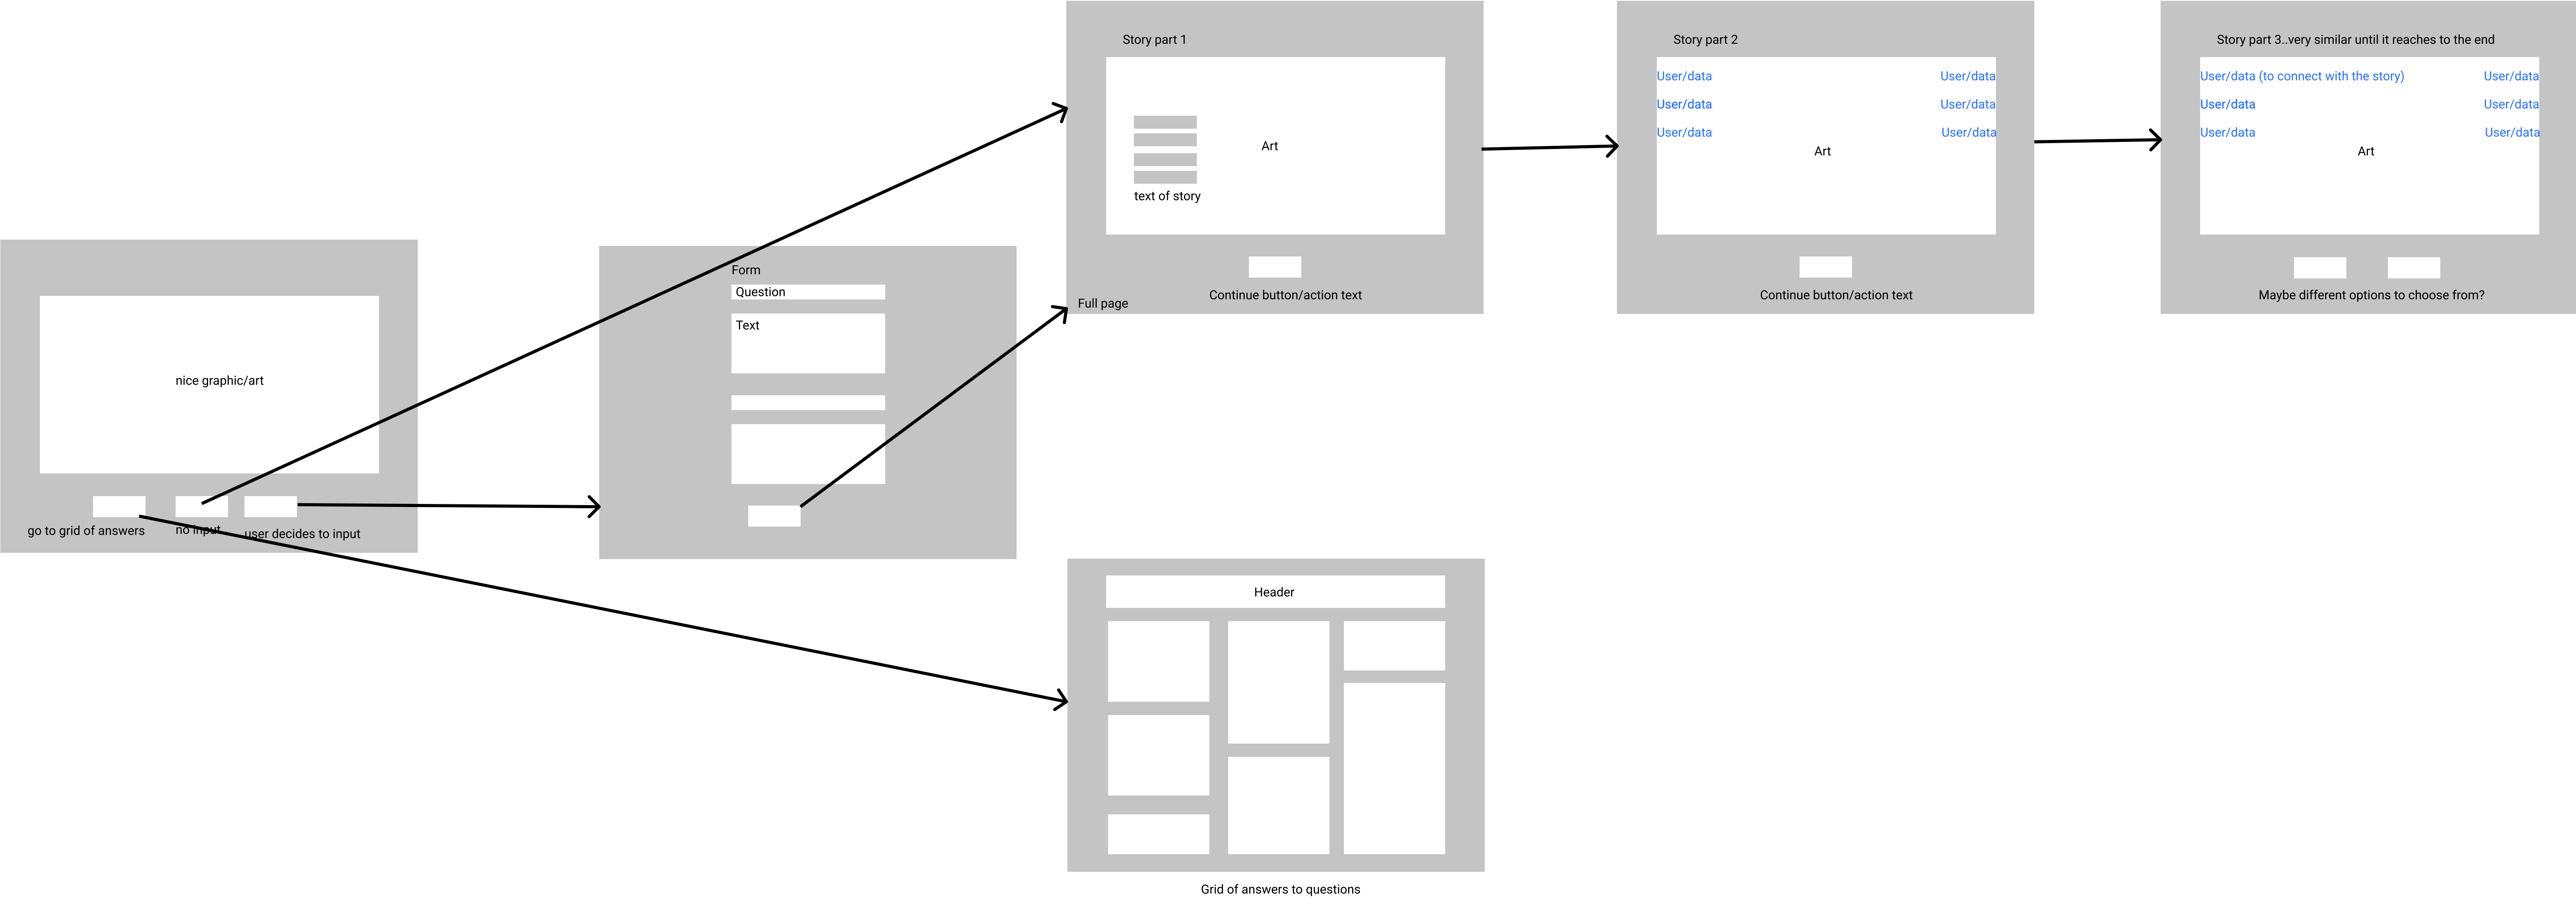 nice graphic/art
go to grid of answers
no input
user decides to input
Form
Question
Text
Story part 1
Art
text of story
Continue button/action text
Full page
Story part 2
User/data
User/data
User/data
User/data
User/data
User/data
Art
Continue button/action text
Story part 3..very similar until it reaches to the end
User/data (to connect with the story)
User/data
User/data
User/data
User/data
User/data
Art
Maybe different options to choose from?
Header
Grid of answers to questions